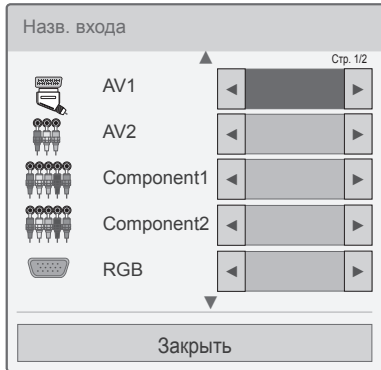 Назв. входа
Стр. 1/2
AV1
AV2
Component1
Component2
RGB
Закрыть